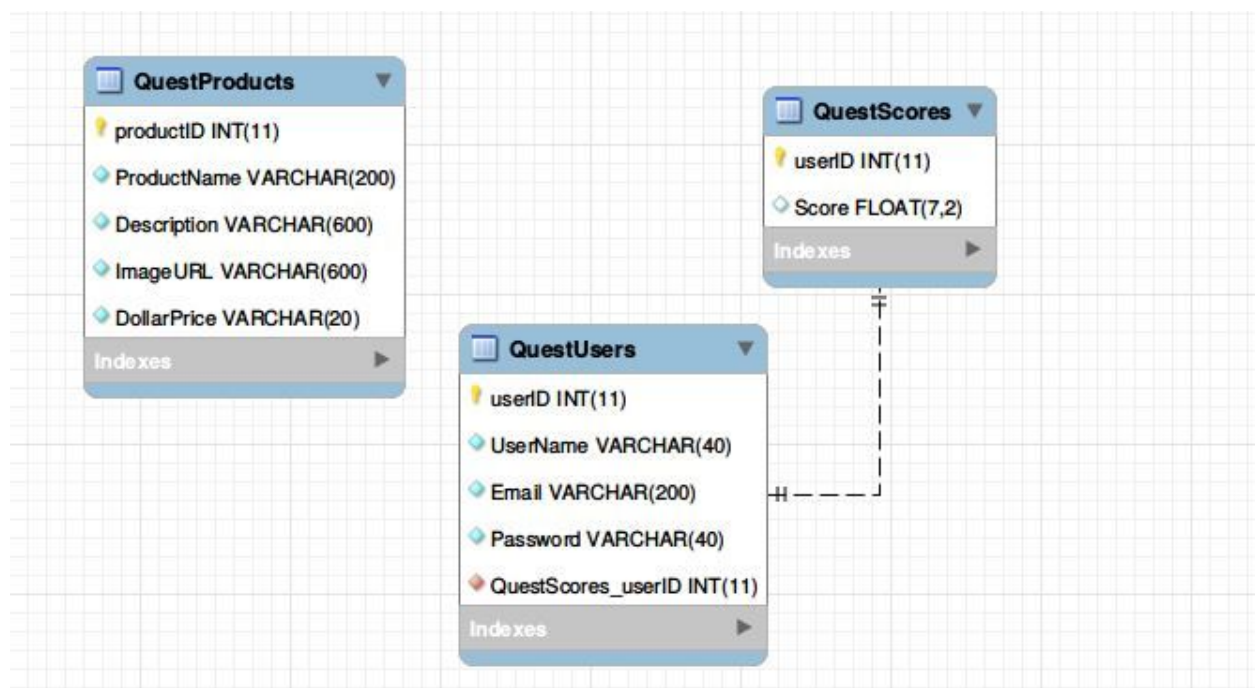 QuestProducts
productID INT(11)
ProductName VARCHAR(200)
Description VARCHAR(600)
ImageURL VARCHAR(600)
DollarPrice VARCHAR(20)
Indexes
QuestScores
userID INT(11)
Score FLOAT(7,2)
Indexes
QuestUsers
userID INT(11)
UserName VARCHAR(40)
Email VARCHAR(200)
Password VARCHAR(40)
QuestScores_userID INT(11)
Indexes